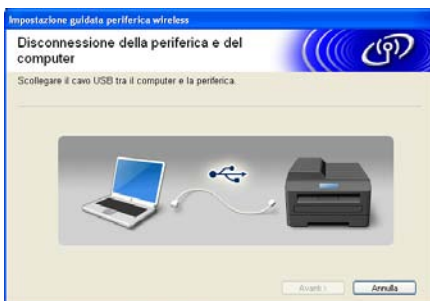 Impostazione guidata periferica wireless
Disconnessione della periferica e del
computer
Scollegare il cavo USB tra il computer e la periferica.
Avanti >
Annulla